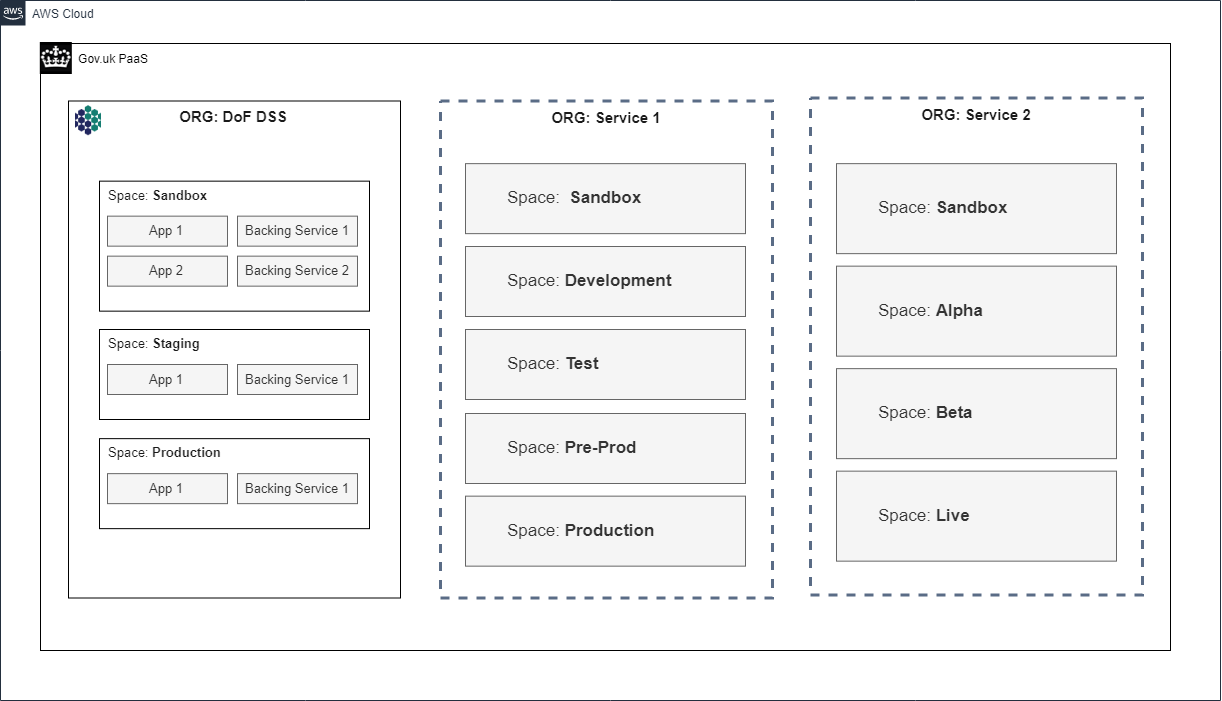 aws
AWS Cloud
Gov.uk PaaS
ORG: DoF DSS
Space: Sandbox
App 1
Backing Service 1
App 2
Backing Service 2
Space: Staging
App 1
Backing Service 1
Space: Production
App 1
Backing Service 1
ORG: Service 1
Space: Sandbox
Space: Development
Space: Test
Space: Pre-Prod
Space: Production
ORG: Service 2
Space: Sandbox
Space: Alpha
Space: Beta
Space: Live